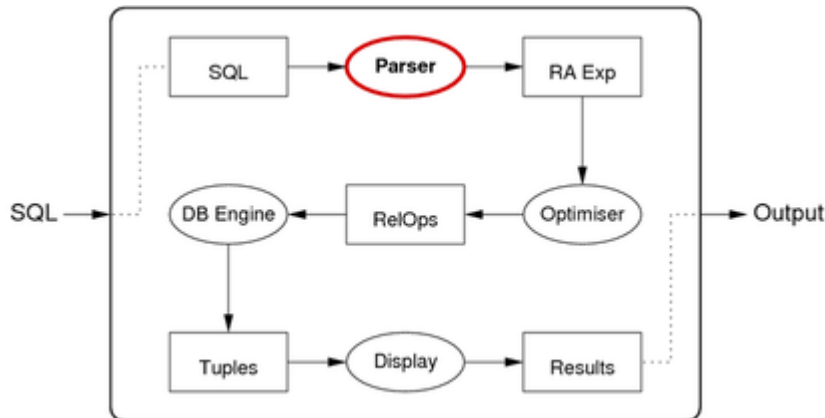 SQL
Parser
RA Exp
SQL
DB Engine
RelOps
Optimiser
Output
Tuples
Display
Results